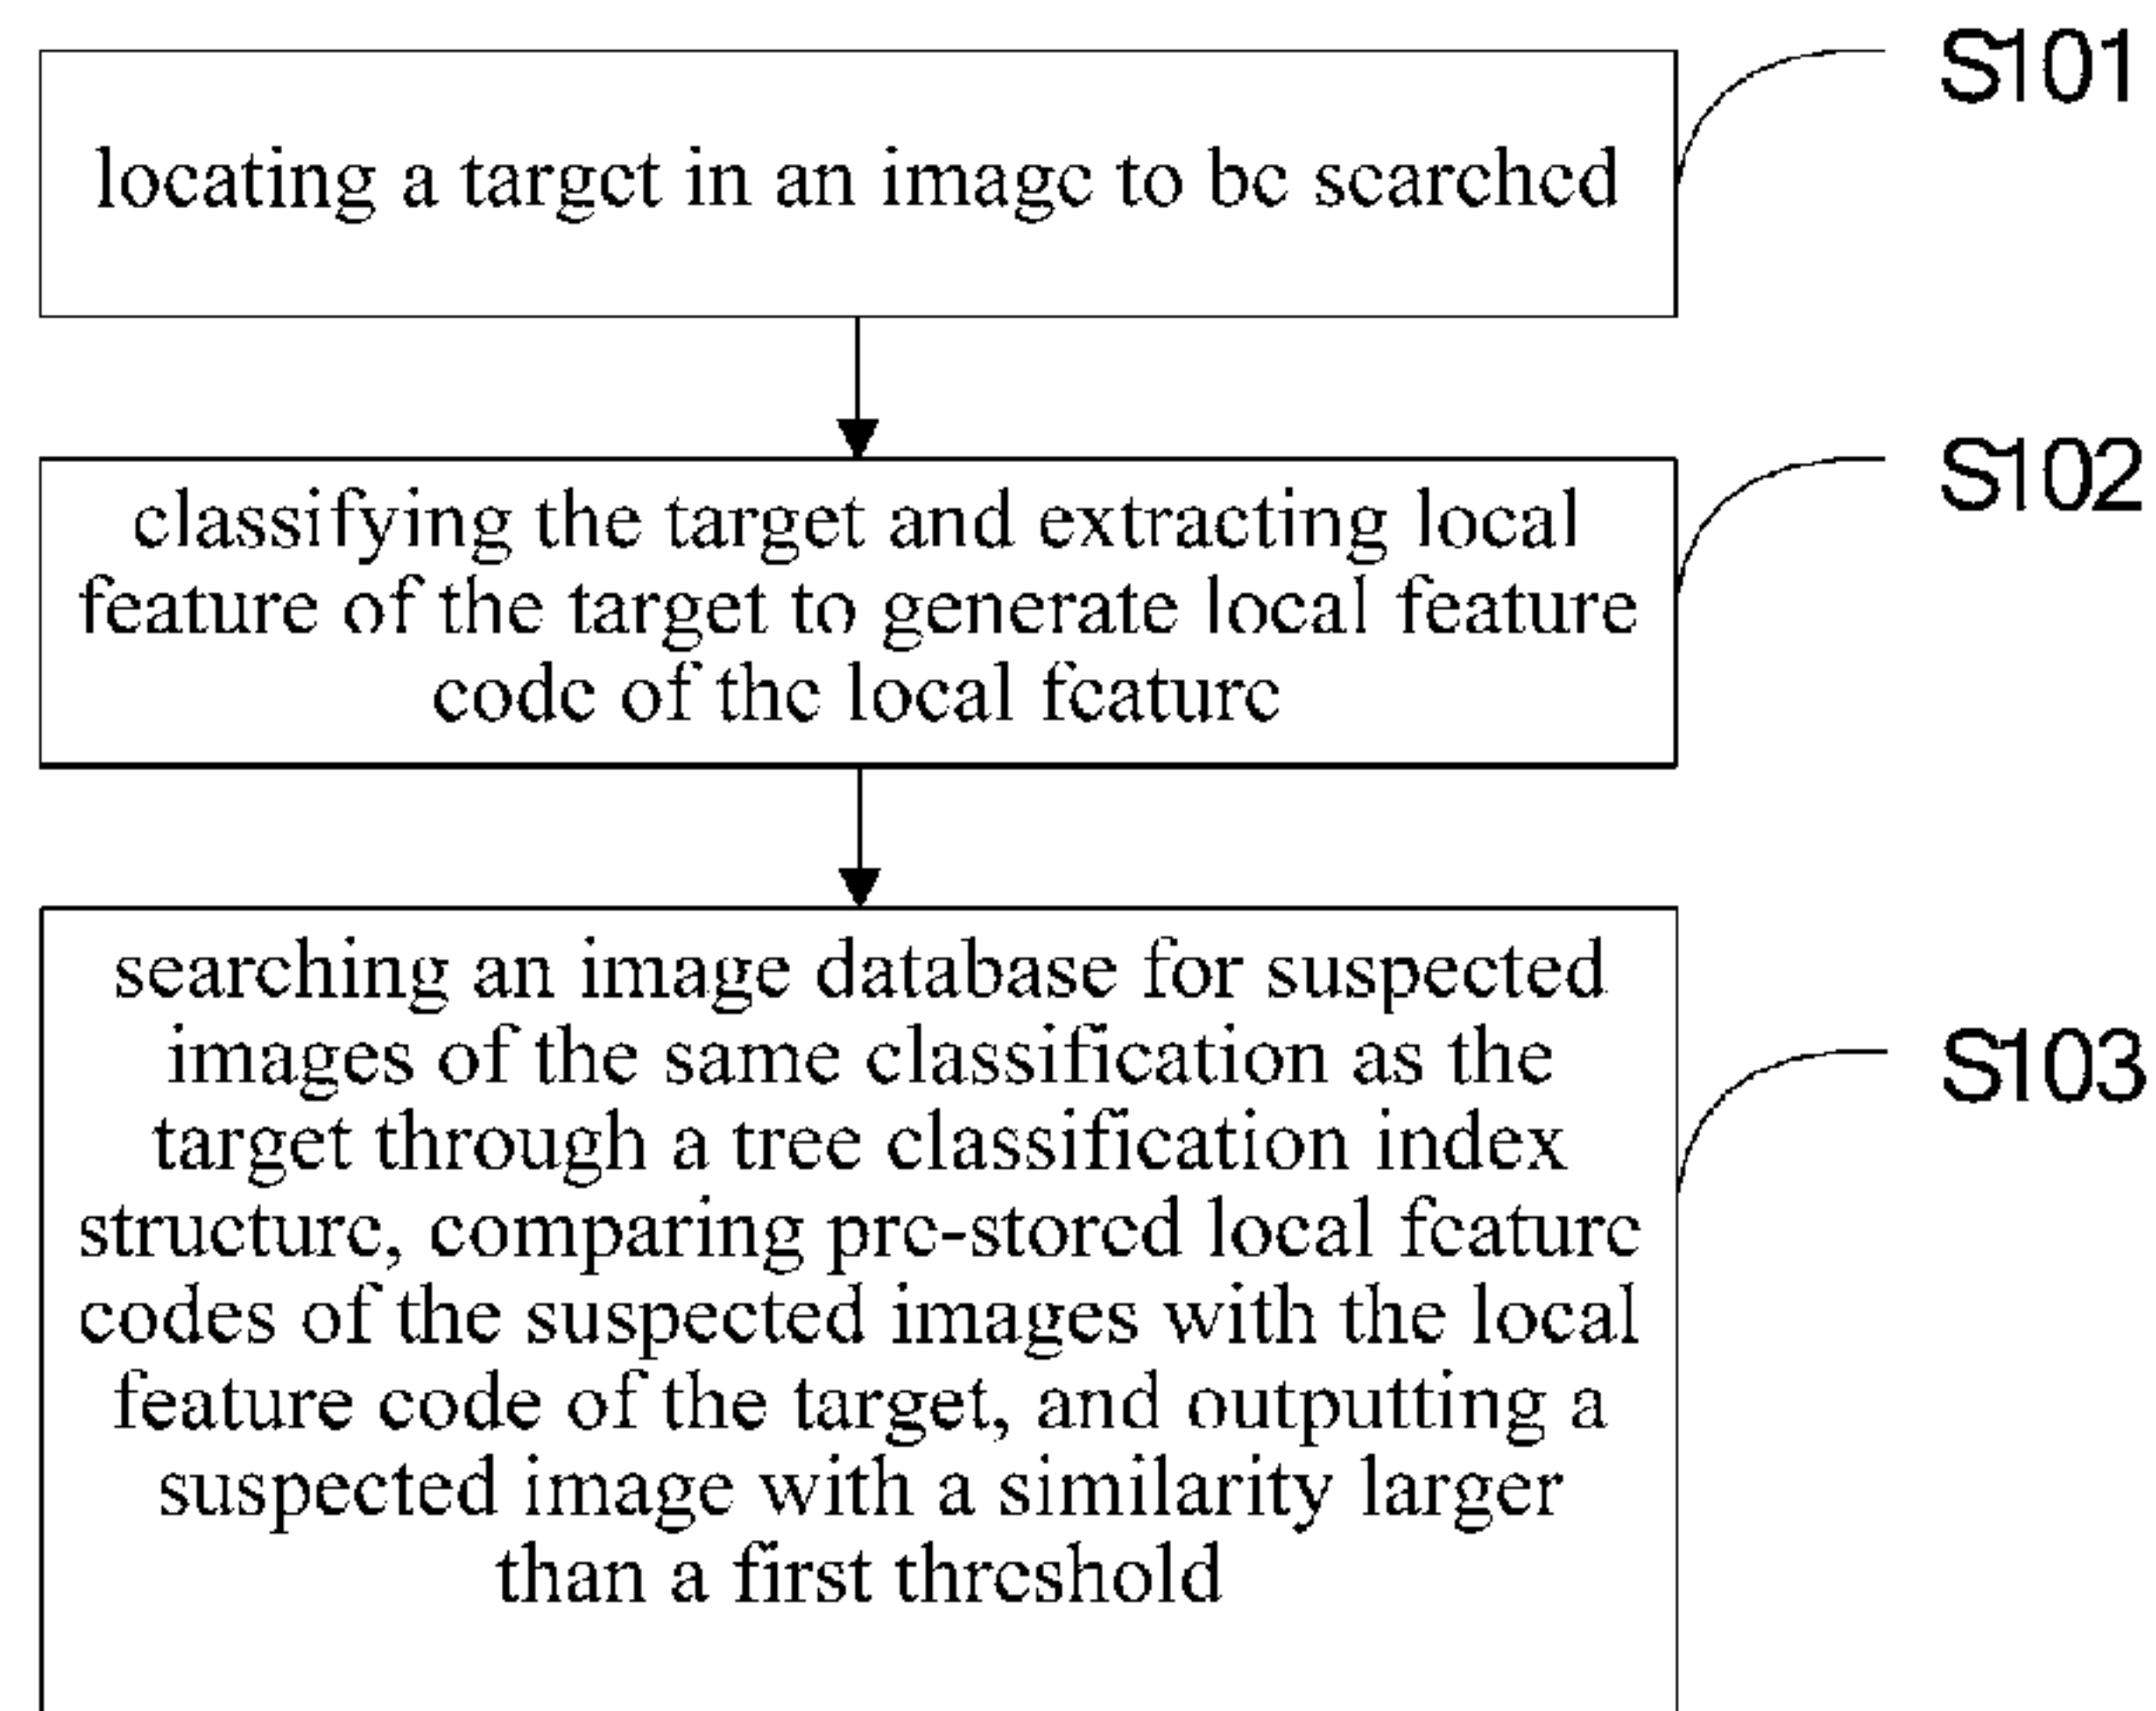 S101
locating a target in an image to be searched
S102
classifying the target and extracting local
feature of the target to generate local feature
code of the local feature
searching an image database for suspected
images of the same classification as the
S103
target through a tree classification index
structure, comparing pre-stored local feature
codes of the suspected images with the local
feature code of the target, and outputting a
suspected image with a similarity larger
than a first threshold